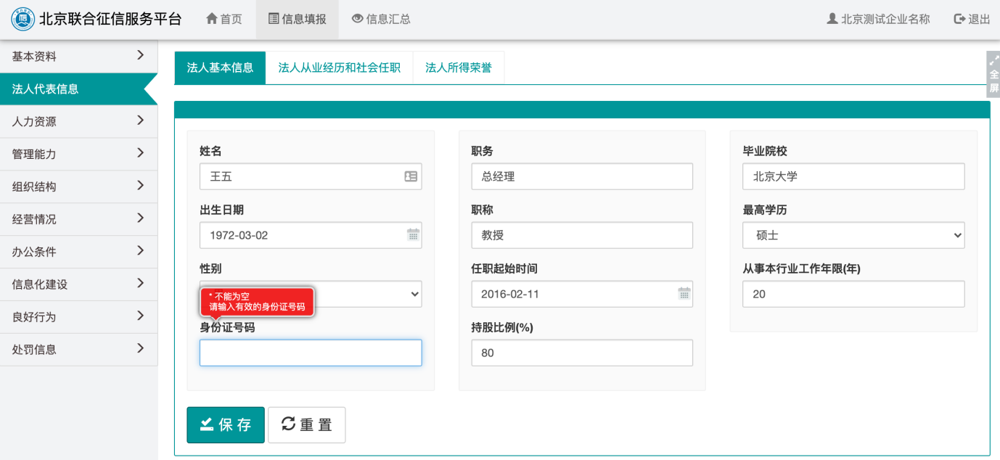 北京联合征信服务平台
首页
信息填报
信息汇总
北京测试企业名称
退出
基本资料
法人代表信息
人力资源
管理能力
组织结构
经营情况
办公条件
信息化建设
良好行为
处罚信息
法人基本信息
法人从业经历和社会任职
法人所得荣誉
全屏
姓名
王五
出生日期
1972-03-02
性别
* 不能为空
请输入有效的身份证号码
身份证号码
职务
总经理
职称
教授
任职起始时间
2016-02-11
持股比例(%)
80
毕业院校
北京大学
最高学历
硕士
从事本行业工作年限(年)
20
保 存
重 置